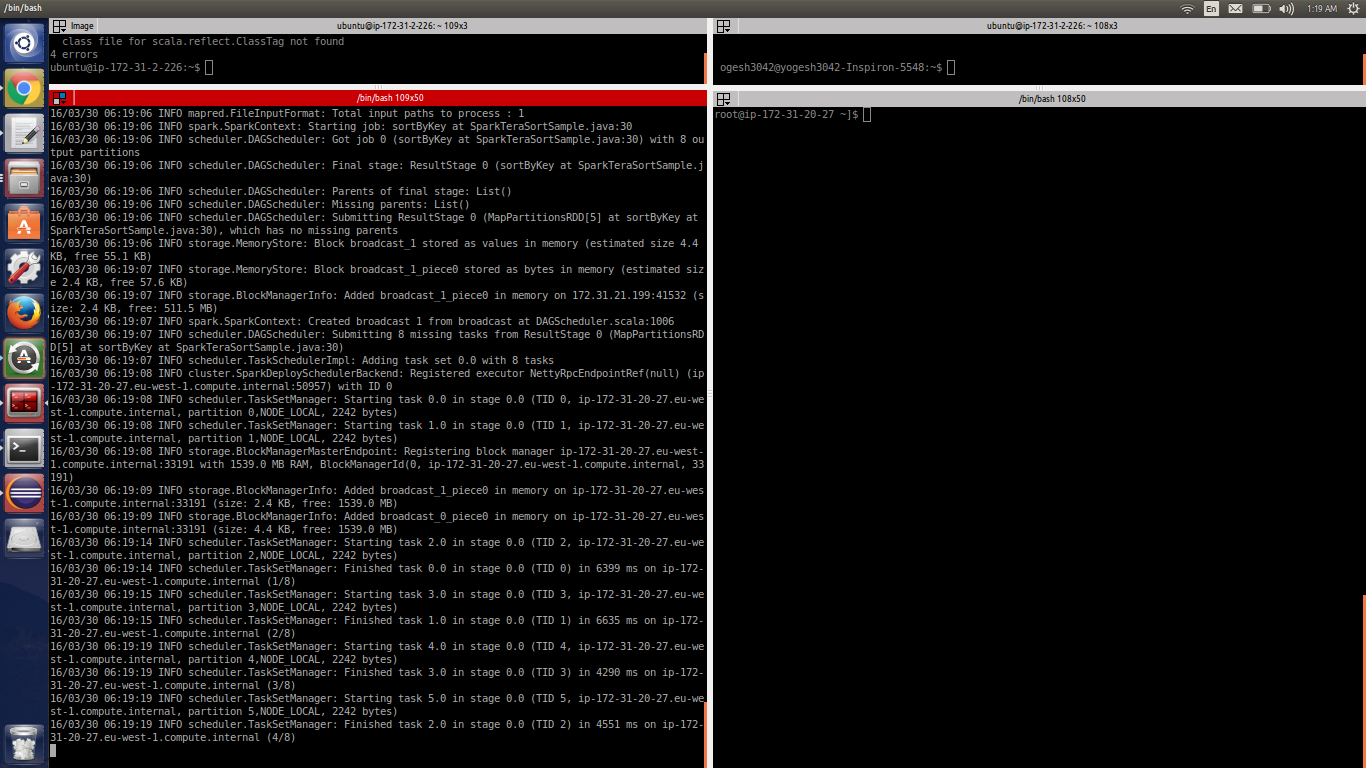 /bin/bash
En
1:19 AM
Image
ubuntu@ip-172-31-2-226: ~ 109x3
class file for scala.reflect.ClassTag not found
4 errors
ubuntu@ip-172-31-2-226:~$
ubuntu@ip-172-31-2-226: ~ 108x3
ogesh3042@yogesh3042-Inspiron-5548:~$
/bin/bash 109x50
16/03/30 06:19:06 INFO mapred.FileInputFormat: Total input paths to process : 1
16/03/30 06:19:06 INFO spark.SparkContext: Starting job: sortByKey at SparkTeraSortSample.java:30
16/03/30 06:19:06 INFO scheduler.DAGScheduler: Got job 0 (sortByKey at SparkTeraSortSample.java:30) with 8 ou
tput partitions
16/03/30 06:19:06 INFO scheduler.DAGScheduler: Final stage: ResultStage 0 (sortByKey at SparkTeraSortSample.j
ava:30)
16/03/30 06:19:06 INFO scheduler.DAGScheduler: Parents of final stage: List()
16/03/30 06:19:06 INFO scheduler.DAGScheduler: Missing parents: List()
16/03/30 06:19:06 INFO scheduler.DAGScheduler: Submitting ResultStage 0 (MapPartitionsRDD[5] at sortByKey at
SparkTeraSortSample.java:30), which has no missing parents
16/03/30 06:19:06 INFO storage.MemoryStore: Block broadcast_1 stored as values in memory (estimated size 4.4
KB, free 55.1 KB)
16/03/30 06:19:07 INFO storage.MemoryStore: Block broadcast_1_piece0 stored as bytes in memory (estimated siz
e 2.4 KB, free 57.6 KB)
16/03/30 06:19:07 INFO storage.BlockManagerInfo: Added broadcast_1_piece0 in memory on 172.31.21.199:41532 (s
ize: 2.4 KB, free: 511.5 MB)
16/03/30 06:19:07 INFO spark.SparkContext: Created broadcast 1 from broadcast at DAGScheduler.scala:1006
16/03/30 06:19:07 INFO scheduler.DAGScheduler: Submitting 8 missing tasks from ResultStage 0 (MapPartitionsRD
D[5] at sortByKey at SparkTeraSortSample.java:30)
16/03/30 06:19:07 INFO scheduler.TaskSchedulerImpl: Adding task set 0.0 with 8 tasks
16/03/30 06:19:08 INFO cluster.SparkDeploySchedulerBackend: Registered executor NettyRpcEndpointRef(null) (ip
-172-31-20-27.eu-west-1.compute.internal:50957) with ID 0
16/03/30 06:19:08 INFO scheduler.TaskSetManager: Starting task 0.0 in stage 0.0 (TID 0, ip-172-31-20-27.eu-we
st-1.compute.internal, partition 0,NODE_LOCAL, 2242 bytes)
16/03/30 06:19:08 INFO scheduler.TaskSetManager: Starting task 1.0 in stage 0.0 (TID 1, ip-172-31-20-27.eu-we
st-1.compute.internal, partition 1,NODE_LOCAL, 2242 bytes)
16/03/30 06:19:08 INFO storage.BlockManagerMasterEndpoint: Registering block manager ip-172-31-20-27.eu-west-
1.compute.internal:33191 with 1539.0 MB RAM, BlockManagerId(0, ip-172-31-20-27.eu-west-1.compute.internal, 33
191)
16/03/30 06:19:09 INFO storage.BlockManagerInfo: Added broadcast_1_piece0 in memory on ip-172-31-20-27.eu-wes
t-1.compute.internal:33191 (size: 2.4 KB, free: 1539.0 MB)
16/03/30 06:19:09 INFO storage.BlockManagerInfo: Added broadcast_0_piece0 in memory on ip-172-31-20-27.eu-wes
t-1.compute.internal:33191 (size: 4.4 KB, free: 1539.0 MB)
16/03/30 06:19:14 INFO scheduler.TaskSetManager: Starting task 2.0 in stage 0.0 (TID 2, ip-172-31-20-27.eu-we
st-1.compute.internal, partition 2,NODE_LOCAL, 2242 bytes)
16/03/30 06:19:14 INFO scheduler.TaskSetManager: Finished task 0.0 in stage 0.0 (TID 0) in 6399 ms on ip-172-
31-20-27.eu-west-1.compute.internal (1/8)
16/03/30 06:19:15 INFO scheduler.TaskSetManager: Starting task 3.0 in stage 0.0 (TID 3, ip-172-31-20-27.eu-we
st-1.compute.internal, partition 3,NODE_LOCAL, 2242 bytes)
16/03/30 06:19:15 INFO scheduler.TaskSetManager: Finished task 1.0 in stage 0.0 (TID 1) in 6635 ms on ip-172-
31-20-27.eu-west-1.compute.internal (2/8)
16/03/30 06:19:19 INFO scheduler.TaskSetManager: Starting task 4.0 in stage 0.0 (TID 4, ip-172-31-20-27.eu-we
st-1.compute.internal, partition 4,NODE_LOCAL, 2242 bytes)
16/03/30 06:19:19 INFO scheduler.TaskSetManager: Finished task 3.0 in stage 0.0 (TID 3) in 4290 ms on ip-172-
31-20-27.eu-west-1.compute.internal (3/8)
16/03/30 06:19:19 INFO scheduler.TaskSetManager: Starting task 5.0 in stage 0.0 (TID 5, ip-172-31-20-27.eu-we
st-1.compute.internal, partition 5,NODE_LOCAL, 2242 bytes)
16/03/30 06:19:19 INFO scheduler.TaskSetManager: Finished task 2.0 in stage 0.0 (TID 2) in 4551 ms on ip-172-
31-20-27.eu-west-1.compute.internal (4/8)
/bin/bash 108x50
root@ip-172-31-20-27 ~]$